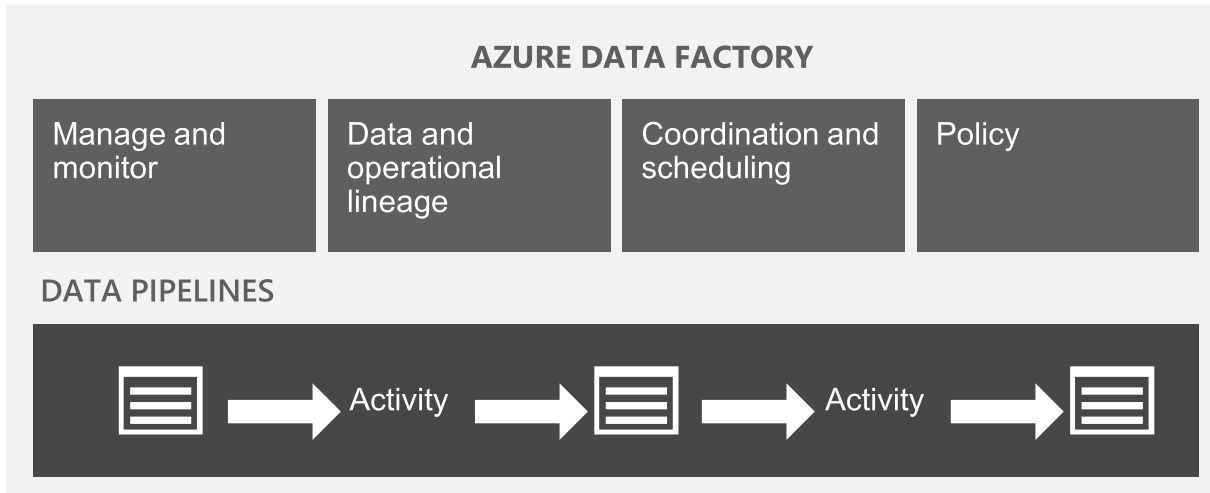 AZURE DATA FACTORY
Manage and
monitor
Data and
operational
lineage
Coordination and
scheduling
Policy
DATA PIPELINES
Activity
Activity